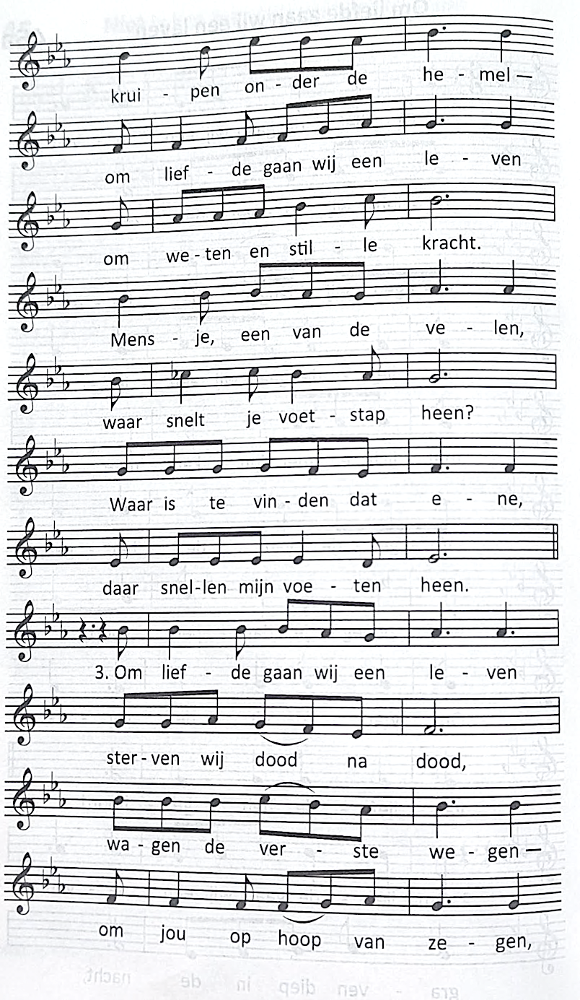 krui - pen on - der de he - mel —
om lief - de gaan wij een le - ven
om we - ten en stil - le kracht.
Mens - je, een van de ve - len,
waar snelt je voet - stap heen?
Waar is te vin - den dat e - ne,
daar snel - len mijn voe - ten heen.
3. Om lief - de gaan wij een le - ven
ster - ven wij dood na dood,
wa - gen de ver - ste we - gen —
om jou op hoop van ze - gen,